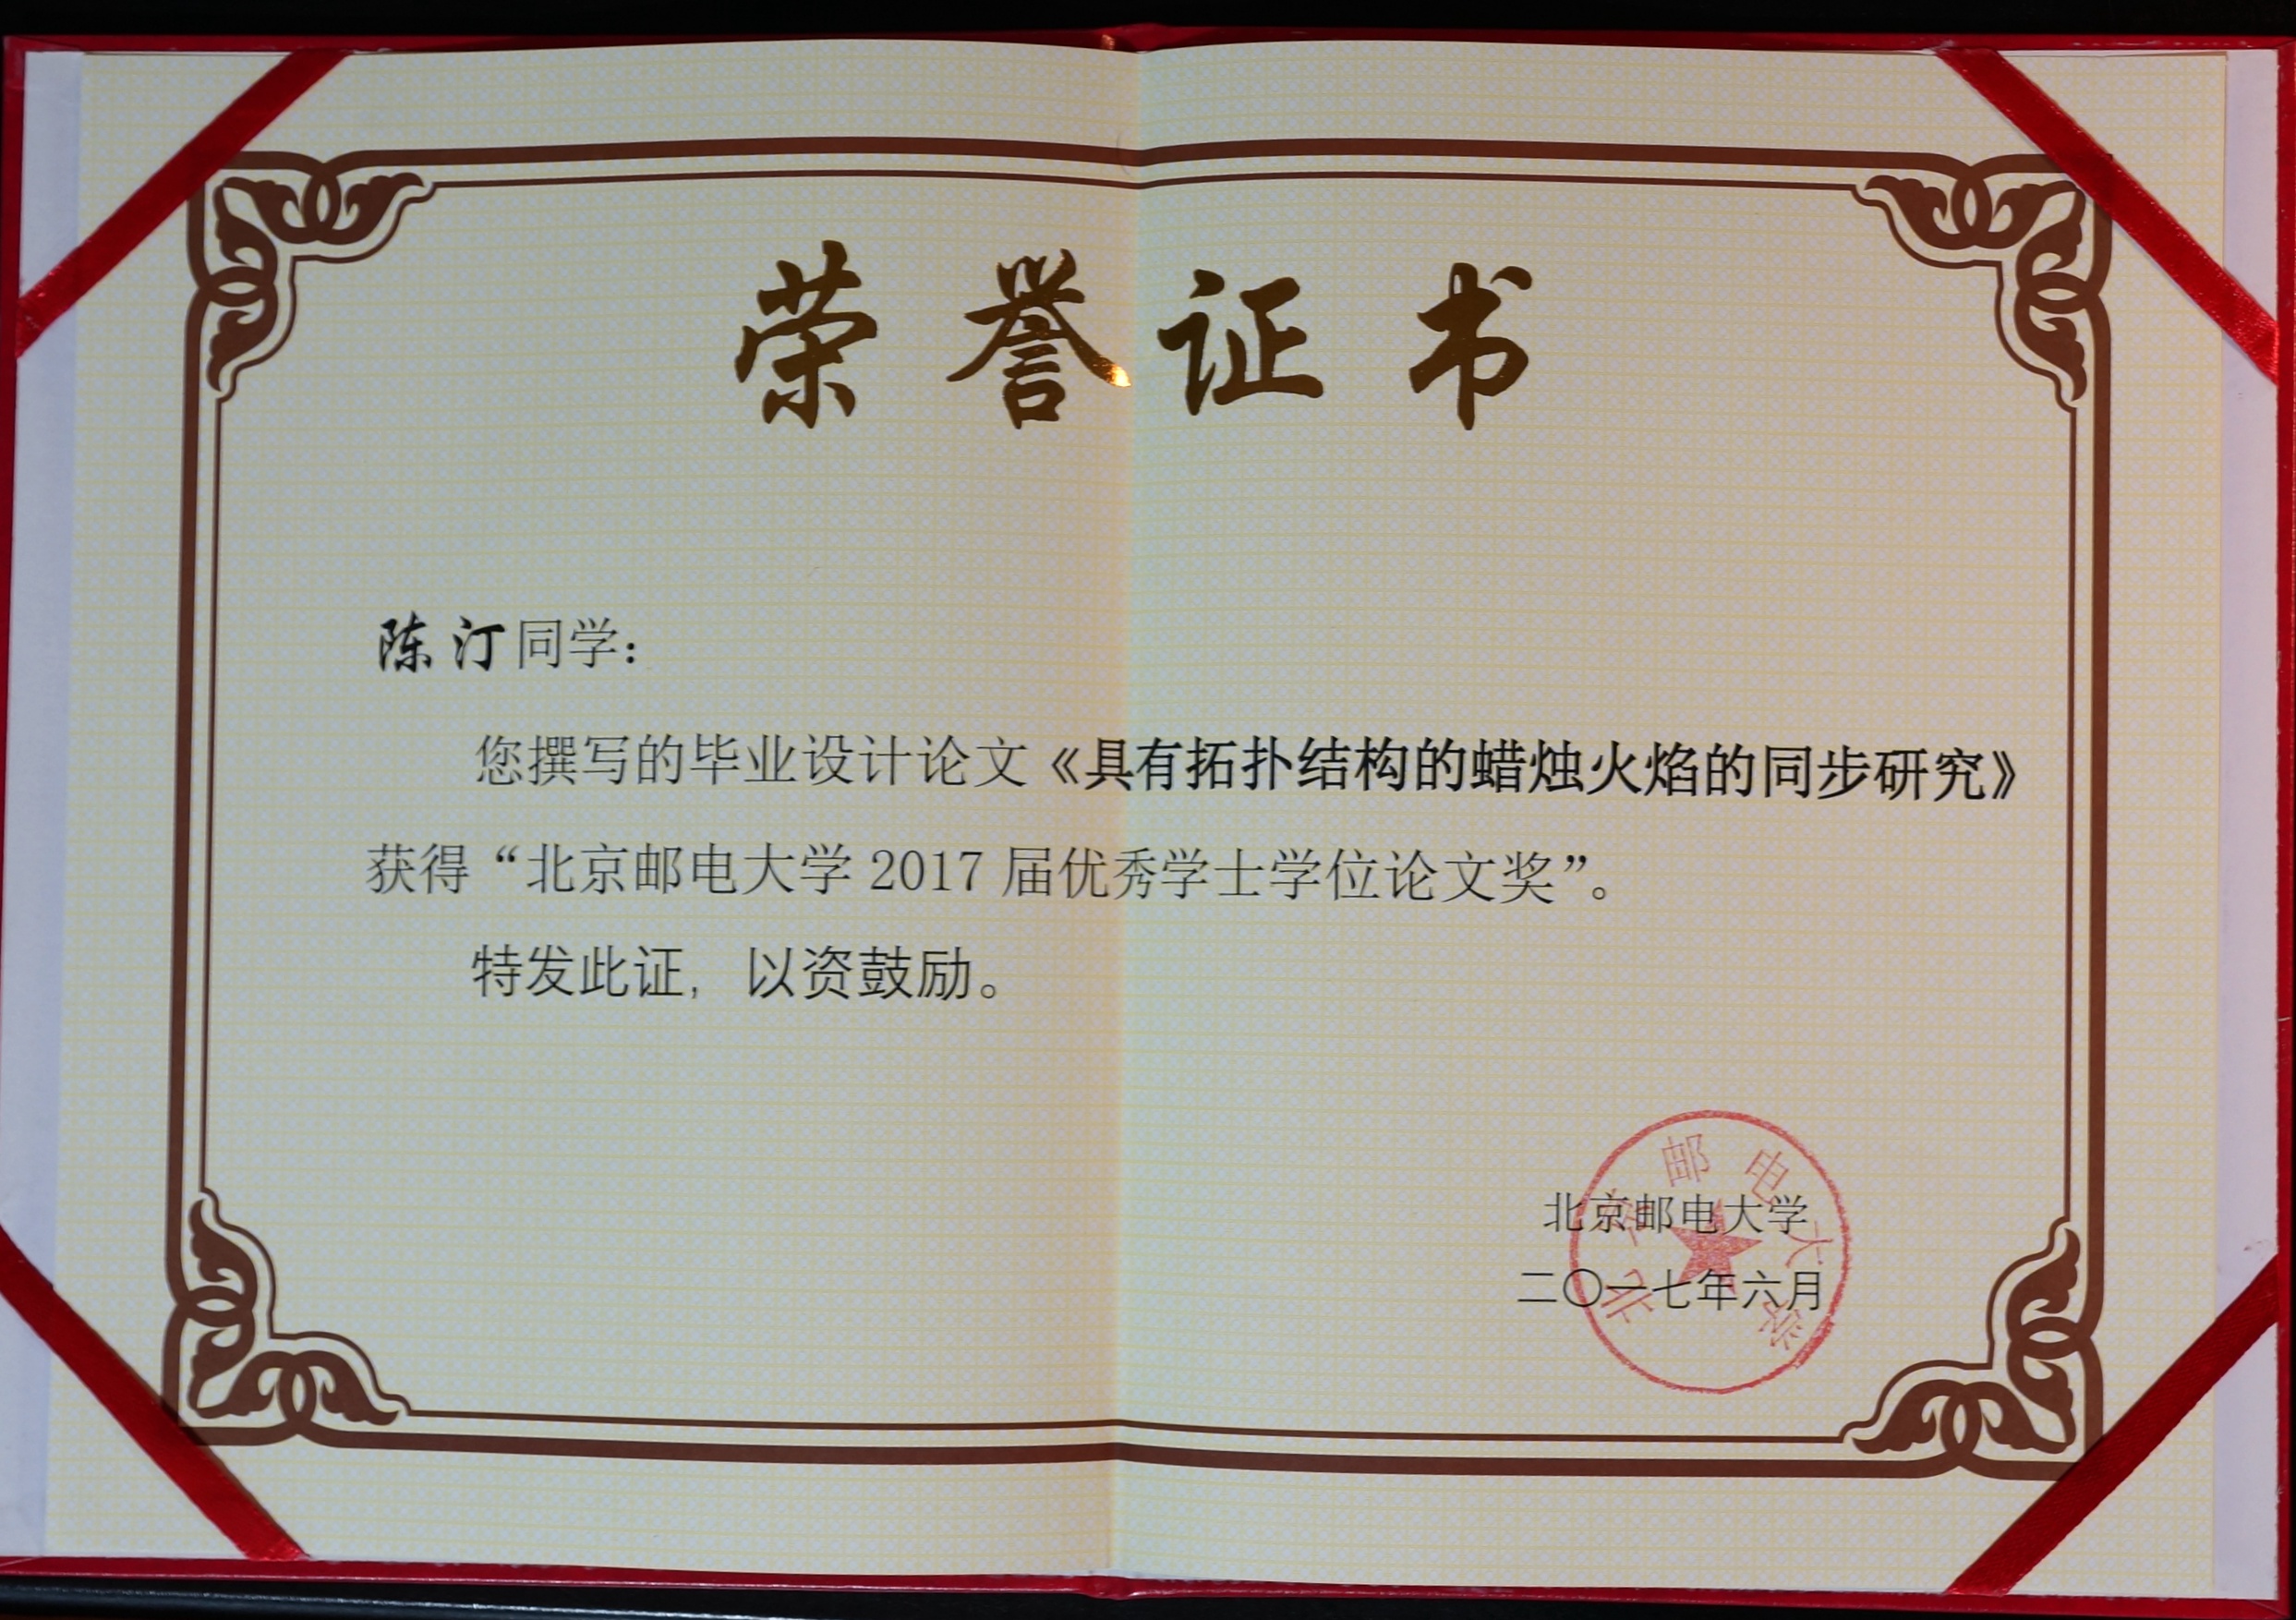 荣誉证书
陈汀同学：
您撰写的毕业设计论文《具有拓扑结构的蜡烛火焰的同步研究》
获得“北京邮电大学 2017 届优秀学士学位论文奖”。
特发此证，以资鼓励。
北京邮电大学
北京邮电大学
二〇一七年六月